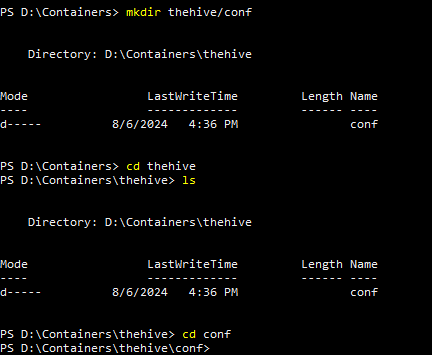 PS D:\Containers> mkdir thehive/conf
Directory: D:\Containers\thehive
Mode                LastWriteTime         Length Name
----                -------------         ------ ----
d-----         8/6/2024   4:36 PM                conf
PS D:\Containers> cd thehive
PS D:\Containers\thehive> ls
Directory: D:\Containers\thehive
Mode                LastWriteTime         Length Name
----                -------------         ------ ----
d-----         8/6/2024   4:36 PM                conf
PS D:\Containers\thehive> cd conf
PS D:\Containers\thehive\conf>